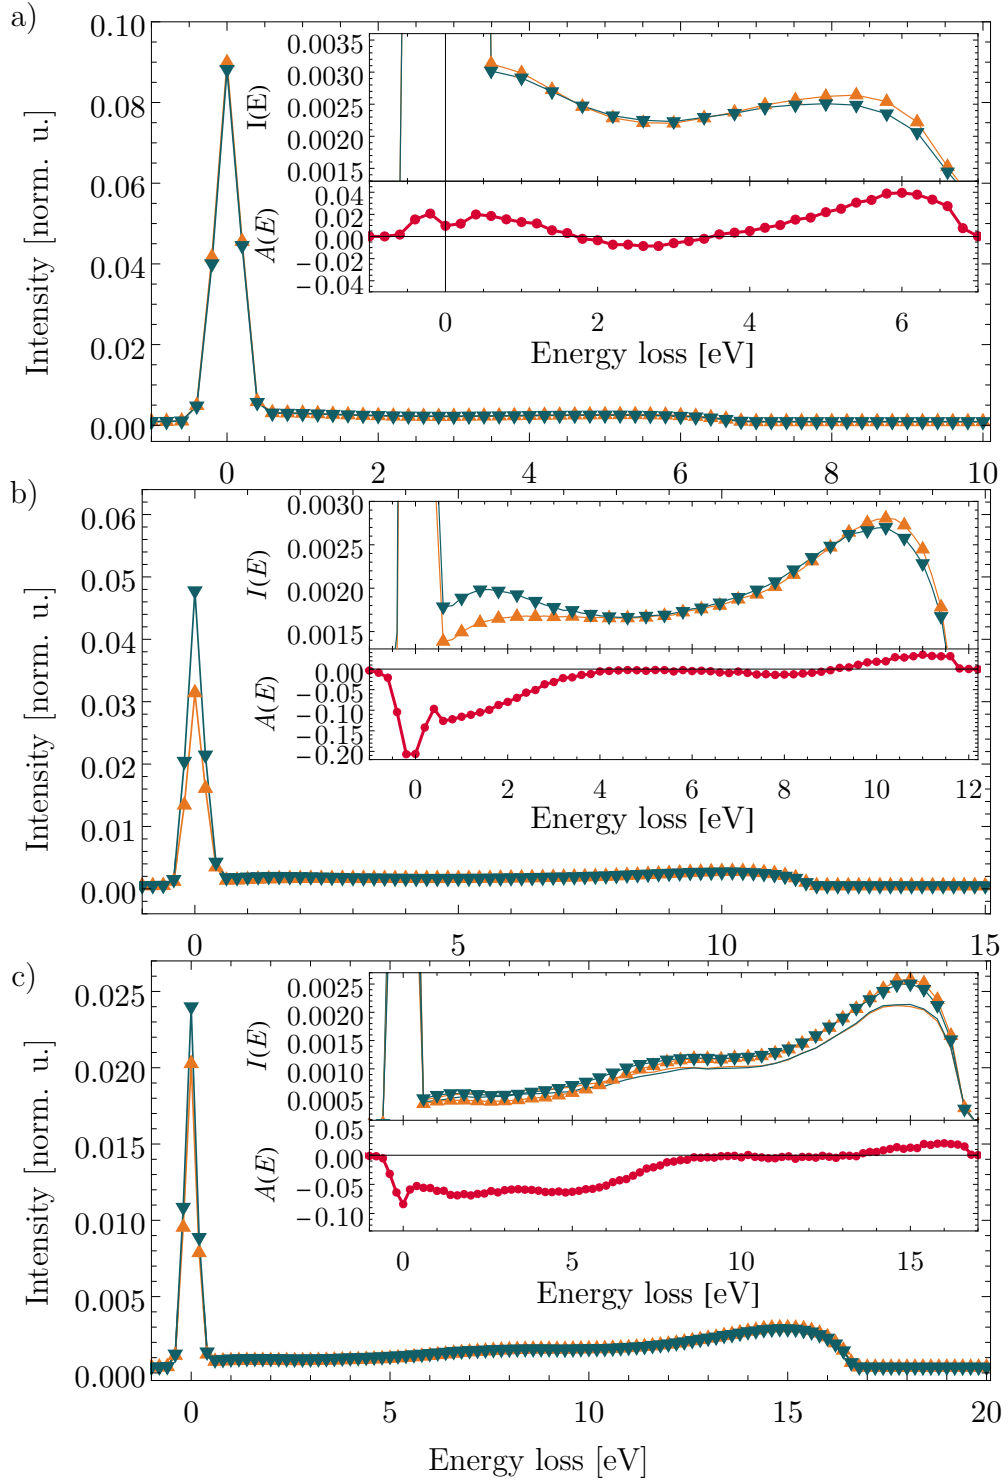 a)
0.10
0.08
0.06
0.04
0.02
0.00
Intensity [norm. u.]
0.0035
0.0030
0.0025
0.0020
0.0015
I(E)
0.04
0.02
0.00
−0.02
−0.04
A(E)
0 2 4 6
Energy loss [eV]
0 2 4 6 8 10
b)
0.06
0.05
0.04
0.03
0.02
0.01
0.00
Intensity [norm. u.]
0.0030
0.0025
0.0020
0.0015
I(E)
0.00
−0.05
−0.10
−0.15
−0.20
A(E)
0 2 4 6 8 10 12
Energy loss [eV]
0 5 10 15
c)
0.025
0.020
0.015
0.010
0.005
0.000
Intensity [norm. u.]
0.0025
0.0020
0.0015
0.0010
0.0005
I(E)
0.05
0.00
−0.05
−0.10
A(E)
0 5 10 15
Energy loss [eV]
0 5 10 15 20
Energy loss [eV]